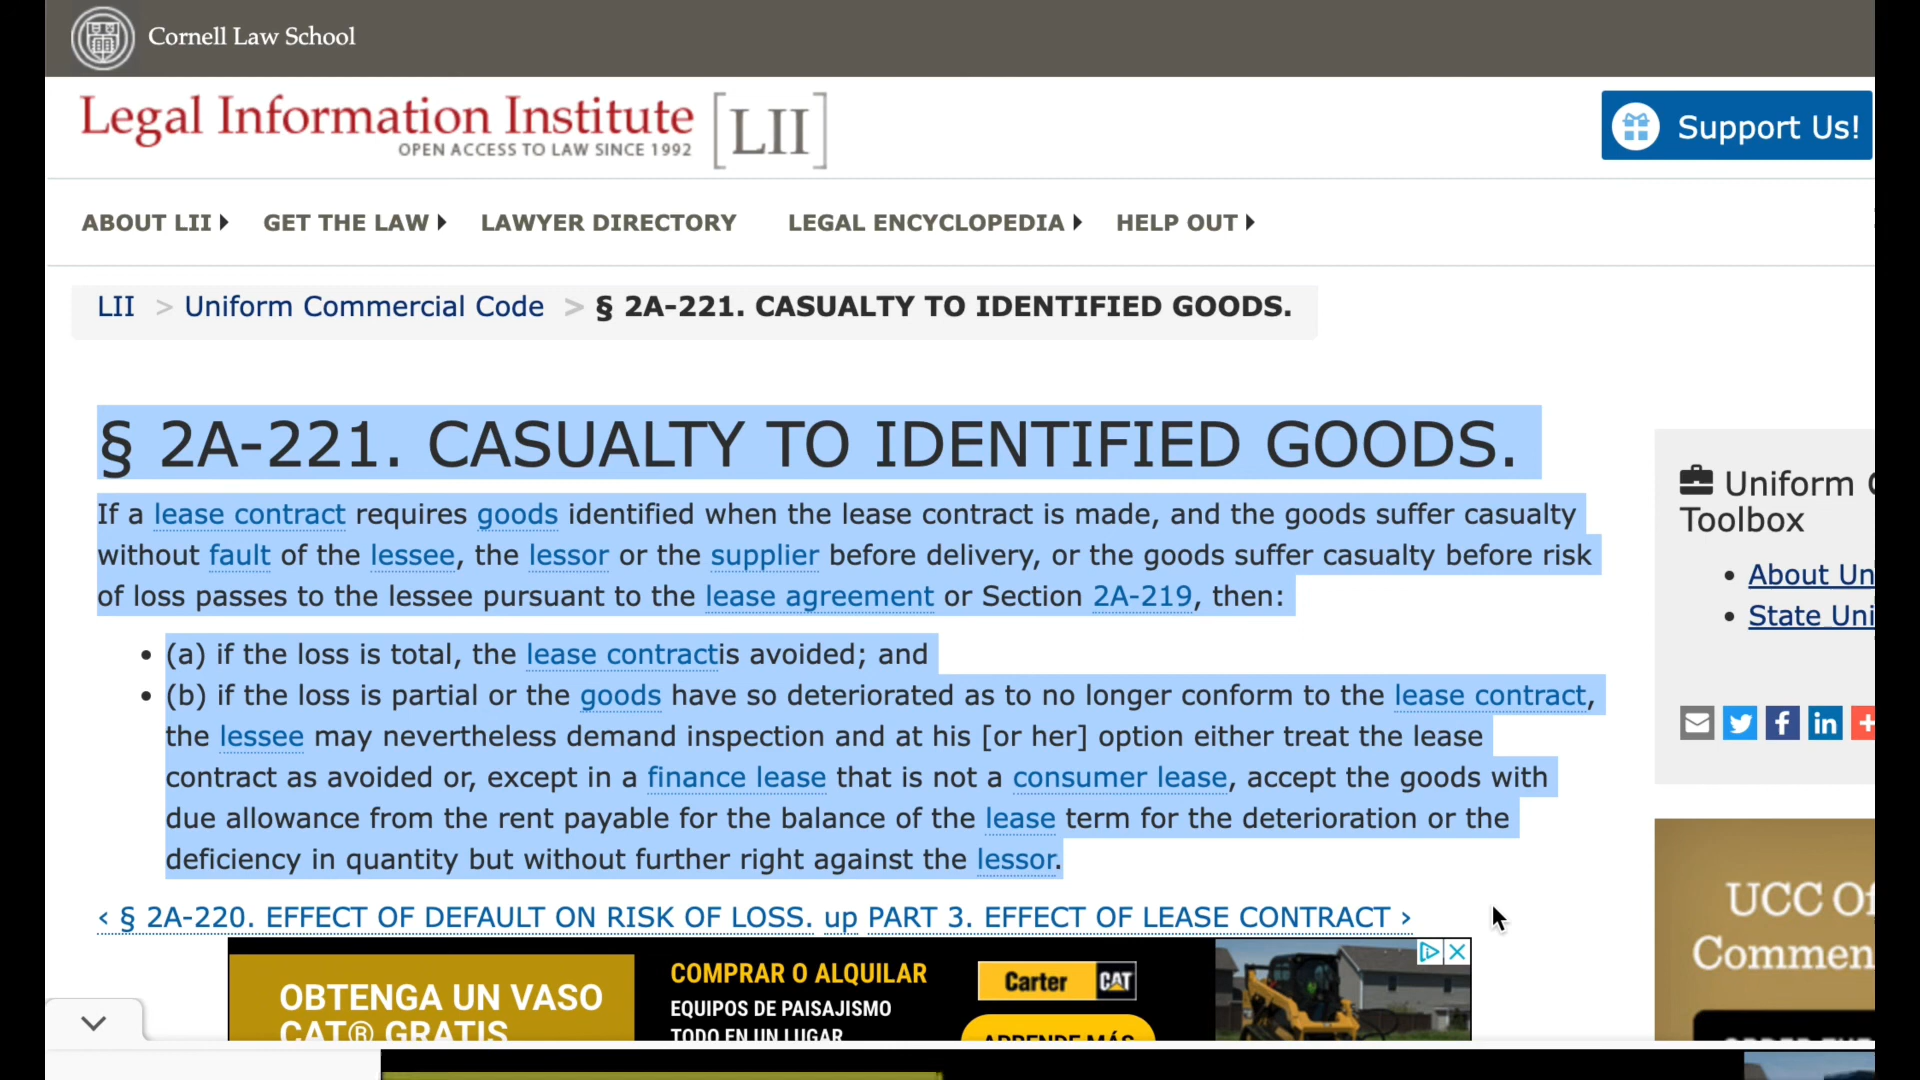 Cornell Law School
Legal Information Institute [LII]
OPEN ACCESS TO LAW SINCE 1992
Support Us!
ABOUT LII GET THE LAW LAWYER DIRECTORY LEGAL ENCYCLOPEDIA HELP OUT
LII > Uniform Commercial Code > § 2A-221. CASUALTY TO IDENTIFIED GOODS.
§ 2A-221. CASUALTY TO IDENTIFIED GOODS.
If a lease contract requires goods identified when the lease contract is made, and the goods suffer casualty
without fault of the lessee, the lessor or the supplier before delivery, or the goods suffer casualty before risk
of loss passes to the lessee pursuant to the lease agreement or Section 2A-219, then:
• (a) if the loss is total, the lease contractis avoided; and
• (b) if the loss is partial or the goods have so deteriorated as to no longer conform to the lease contract,
the lessee may nevertheless demand inspection and at his [or her] option either treat the lease
contract as avoided or, except in a finance lease that is not a consumer lease, accept the goods with
due allowance from the rent payable for the balance of the lease term for the deterioration or the
deficiency in quantity but without further right against the lessor.
‹ § 2A-220. EFFECT OF DEFAULT ON RISK OF LOSS. up PART 3. EFFECT OF LEASE CONTRACT ›
Uniform
Toolbox
• About Un
• State Uni
UCC Of
Commen
OBTENGA UN VASO
CAT® GRATIS
COMPRAR O ALQUILAR
EQUIPOS DE PAISAJISMO
TODO EN UN LUGAR
Carter CAT
APRENDE MÁS